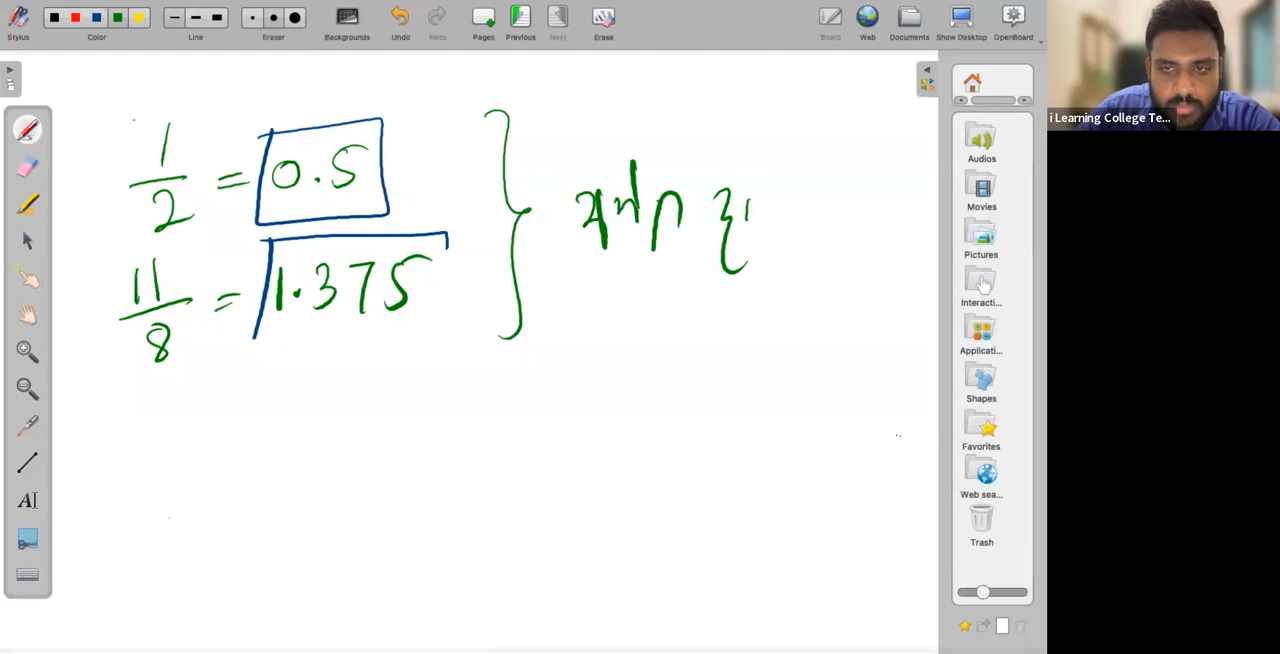 Stylus
Color
Line
Eraser
Backgrounds
Undo
Redo
Pages
Previous
Next
Erase
Board
Web
Documents
Show Desktop
OpenBoard
i Learning College Te...
1/2 = 0.5
11/8 = 1.375
Audios
Movies
Pictures
Interacti...
Applicati...
Shapes
Favorites
Web sea...
Trash